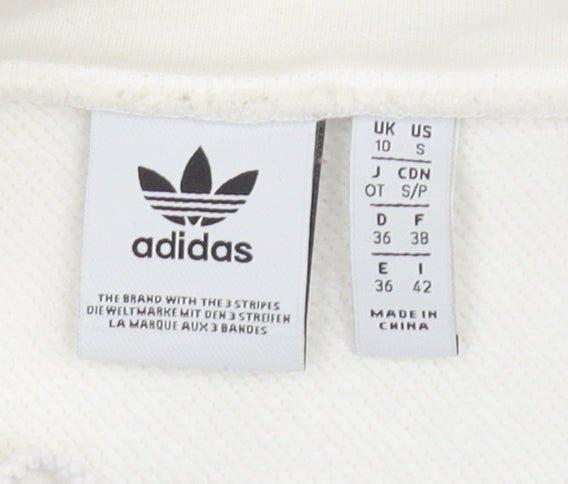 adidas
THE BRAND WITH THE 3 STRIPES
DIE WELTMARKE MIT DEN 3 STREIFEN
LA MARQUE AUX 3 BANDES
UK US
10 S
J CDN
OT S/P
D F
36 38
E I
36 42
MADE IN
CHINA